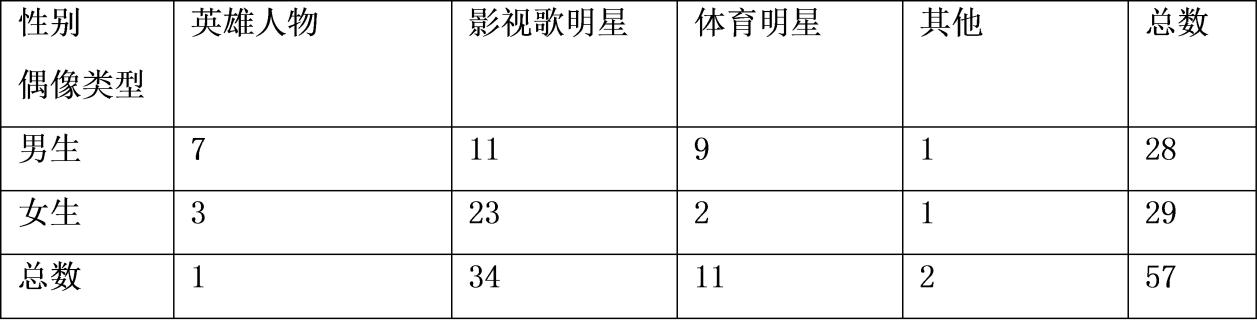 性别 英雄人物 影视歌明星 体育明星 其他 总数
偶像类型
男生 7 11 9 1 28
女生 3 23 2 1 29
总数 1 34 11 2 57